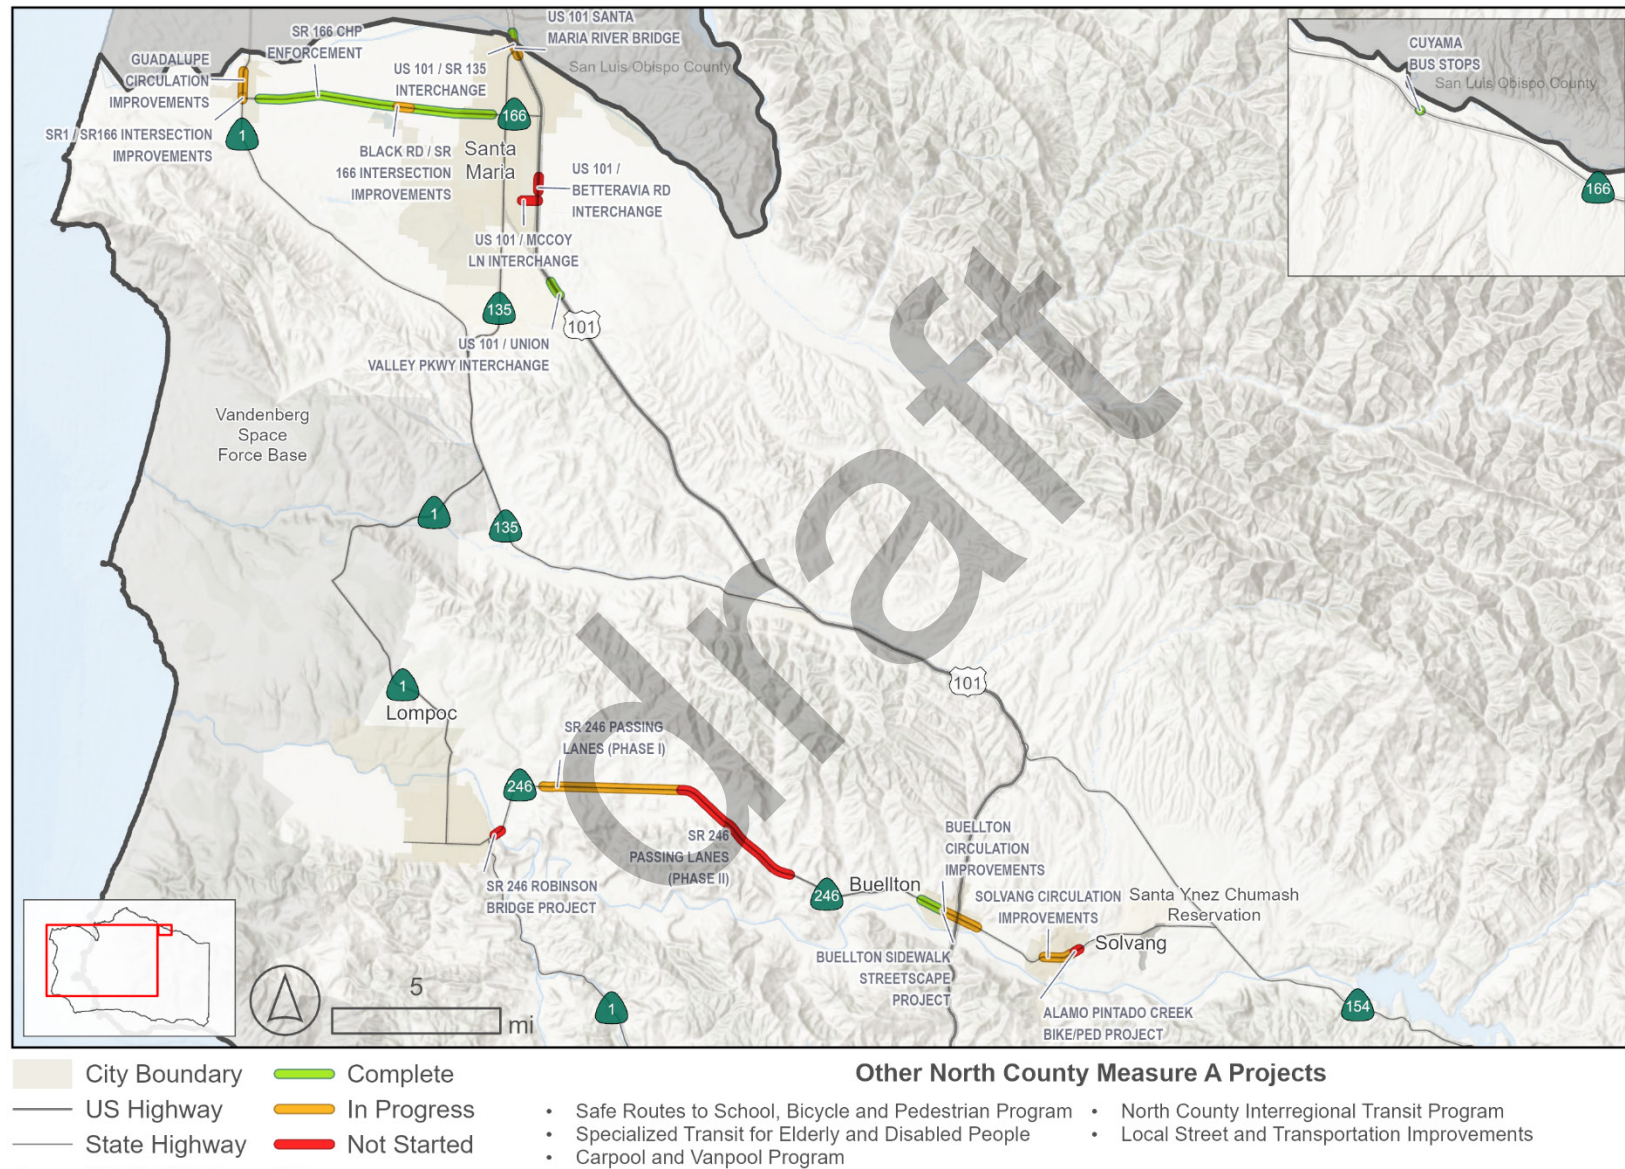 US 101 SANTA
MARIA RIVER BRIDGE
SR 166 CHP
ENFORCEMENT
GUADALUPE
CIRCULATION
IMPROVEMENTS
US 101 / SR 135
INTERCHANGE
San Luis Obispo County
CUYAMA
BUS STOPS
San Luis Obispo County
166
SR1 / SR166 INTERSECTION
IMPROVEMENTS
1
166
BLACK RD / SR
166 INTERSECTION
IMPROVEMENTS
Santa
Maria
US 101 /
BETTERAVIA RD
INTERCHANGE
US 101 / MCCOY
LN INTERCHANGE
135
101
US 101 / UNION
VALLEY PKWY INTERCHANGE
Vandenberg
Space
Force Base
1
135
draft
1
Lompoc
101
SR 246 PASSING
LANES (PHASE I)
246
SR 246
PASSING LANES
(PHASE II)
SR 246 ROBINSON
BRIDGE PROJECT
246
Buellton
BUELLTON
CIRCULATION
IMPROVEMENTS
SOLVANG CIRCULATION
IMPROVEMENTS
Santa Ynez Chumash
Reservation
Solvang
BUELLTON SIDEWALK
STREETSCAPE
PROJECT
ALAMO PINTADO CREEK
BIKE/PED PROJECT
154
1
5
mi
City Boundary
US Highway
State Highway
Complete
In Progress
Not Started
Other North County Measure A Projects
• Safe Routes to School, Bicycle and Pedestrian Program
• Specialized Transit for Elderly and Disabled People
• Carpool and Vanpool Program
• North County Interregional Transit Program
• Local Street and Transportation Improvements